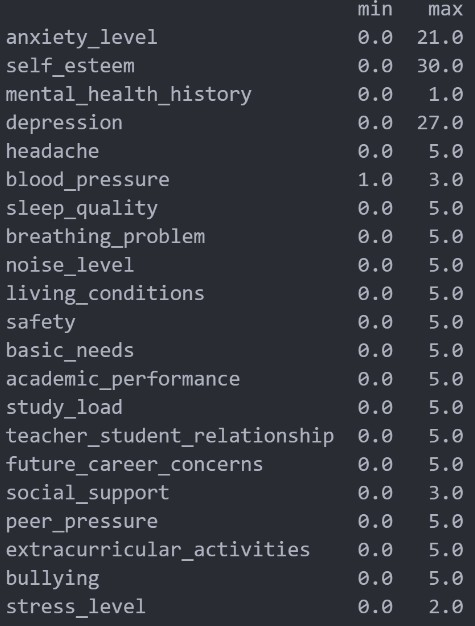 min max
anxiety_level 0.0 21.0
self_esteem 0.0 30.0
mental_health_history 0.0 1.0
depression 0.0 27.0
headache 0.0 5.0
blood_pressure 1.0 3.0
sleep_quality 0.0 5.0
breathing_problem 0.0 5.0
noise_level 0.0 5.0
living_conditions 0.0 5.0
safety 0.0 5.0
basic_needs 0.0 5.0
academic_performance 0.0 5.0
study_load 0.0 5.0
teacher_student_relationship 0.0 5.0
future_career_concerns 0.0 5.0
social_support 0.0 3.0
peer_pressure 0.0 5.0
extracurricular_activities 0.0 5.0
bullying 0.0 5.0
stress_level 0.0 2.0